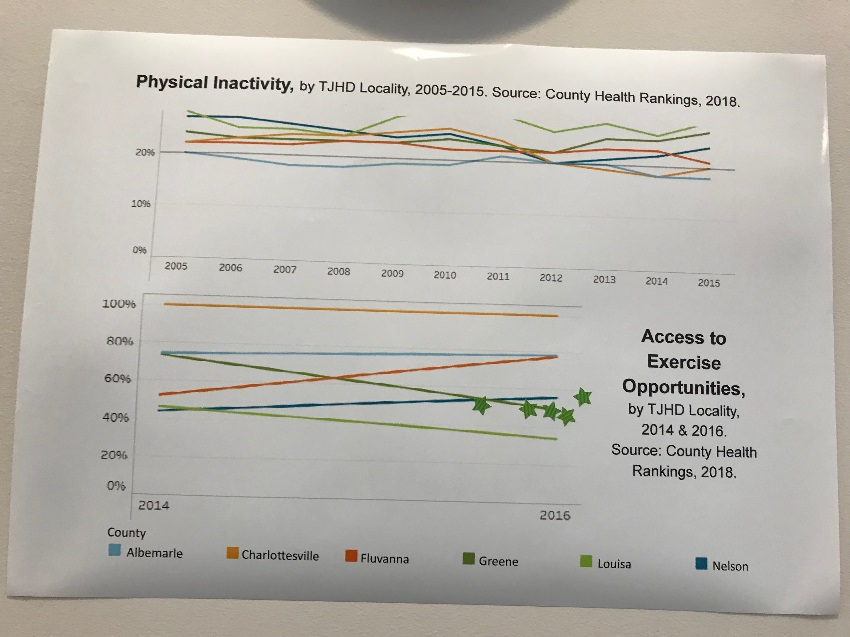 Physical Inactivity, by TJHD Locality, 2005-2015. Source: County Health Rankings, 2018.
20%
10%
0%
2005 2006 2007 2008 2009 2010 2011 2012 2013 2014 2015
100%
80%
60%
40%
20%
0%
2014 2016
Access to
Exercise
Opportunities,
by TJHD Locality,
2014 & 2016.
Source: County Health
Rankings, 2018.
County
Albemarle Charlottesville Fluvanna Greene Louisa Nelson